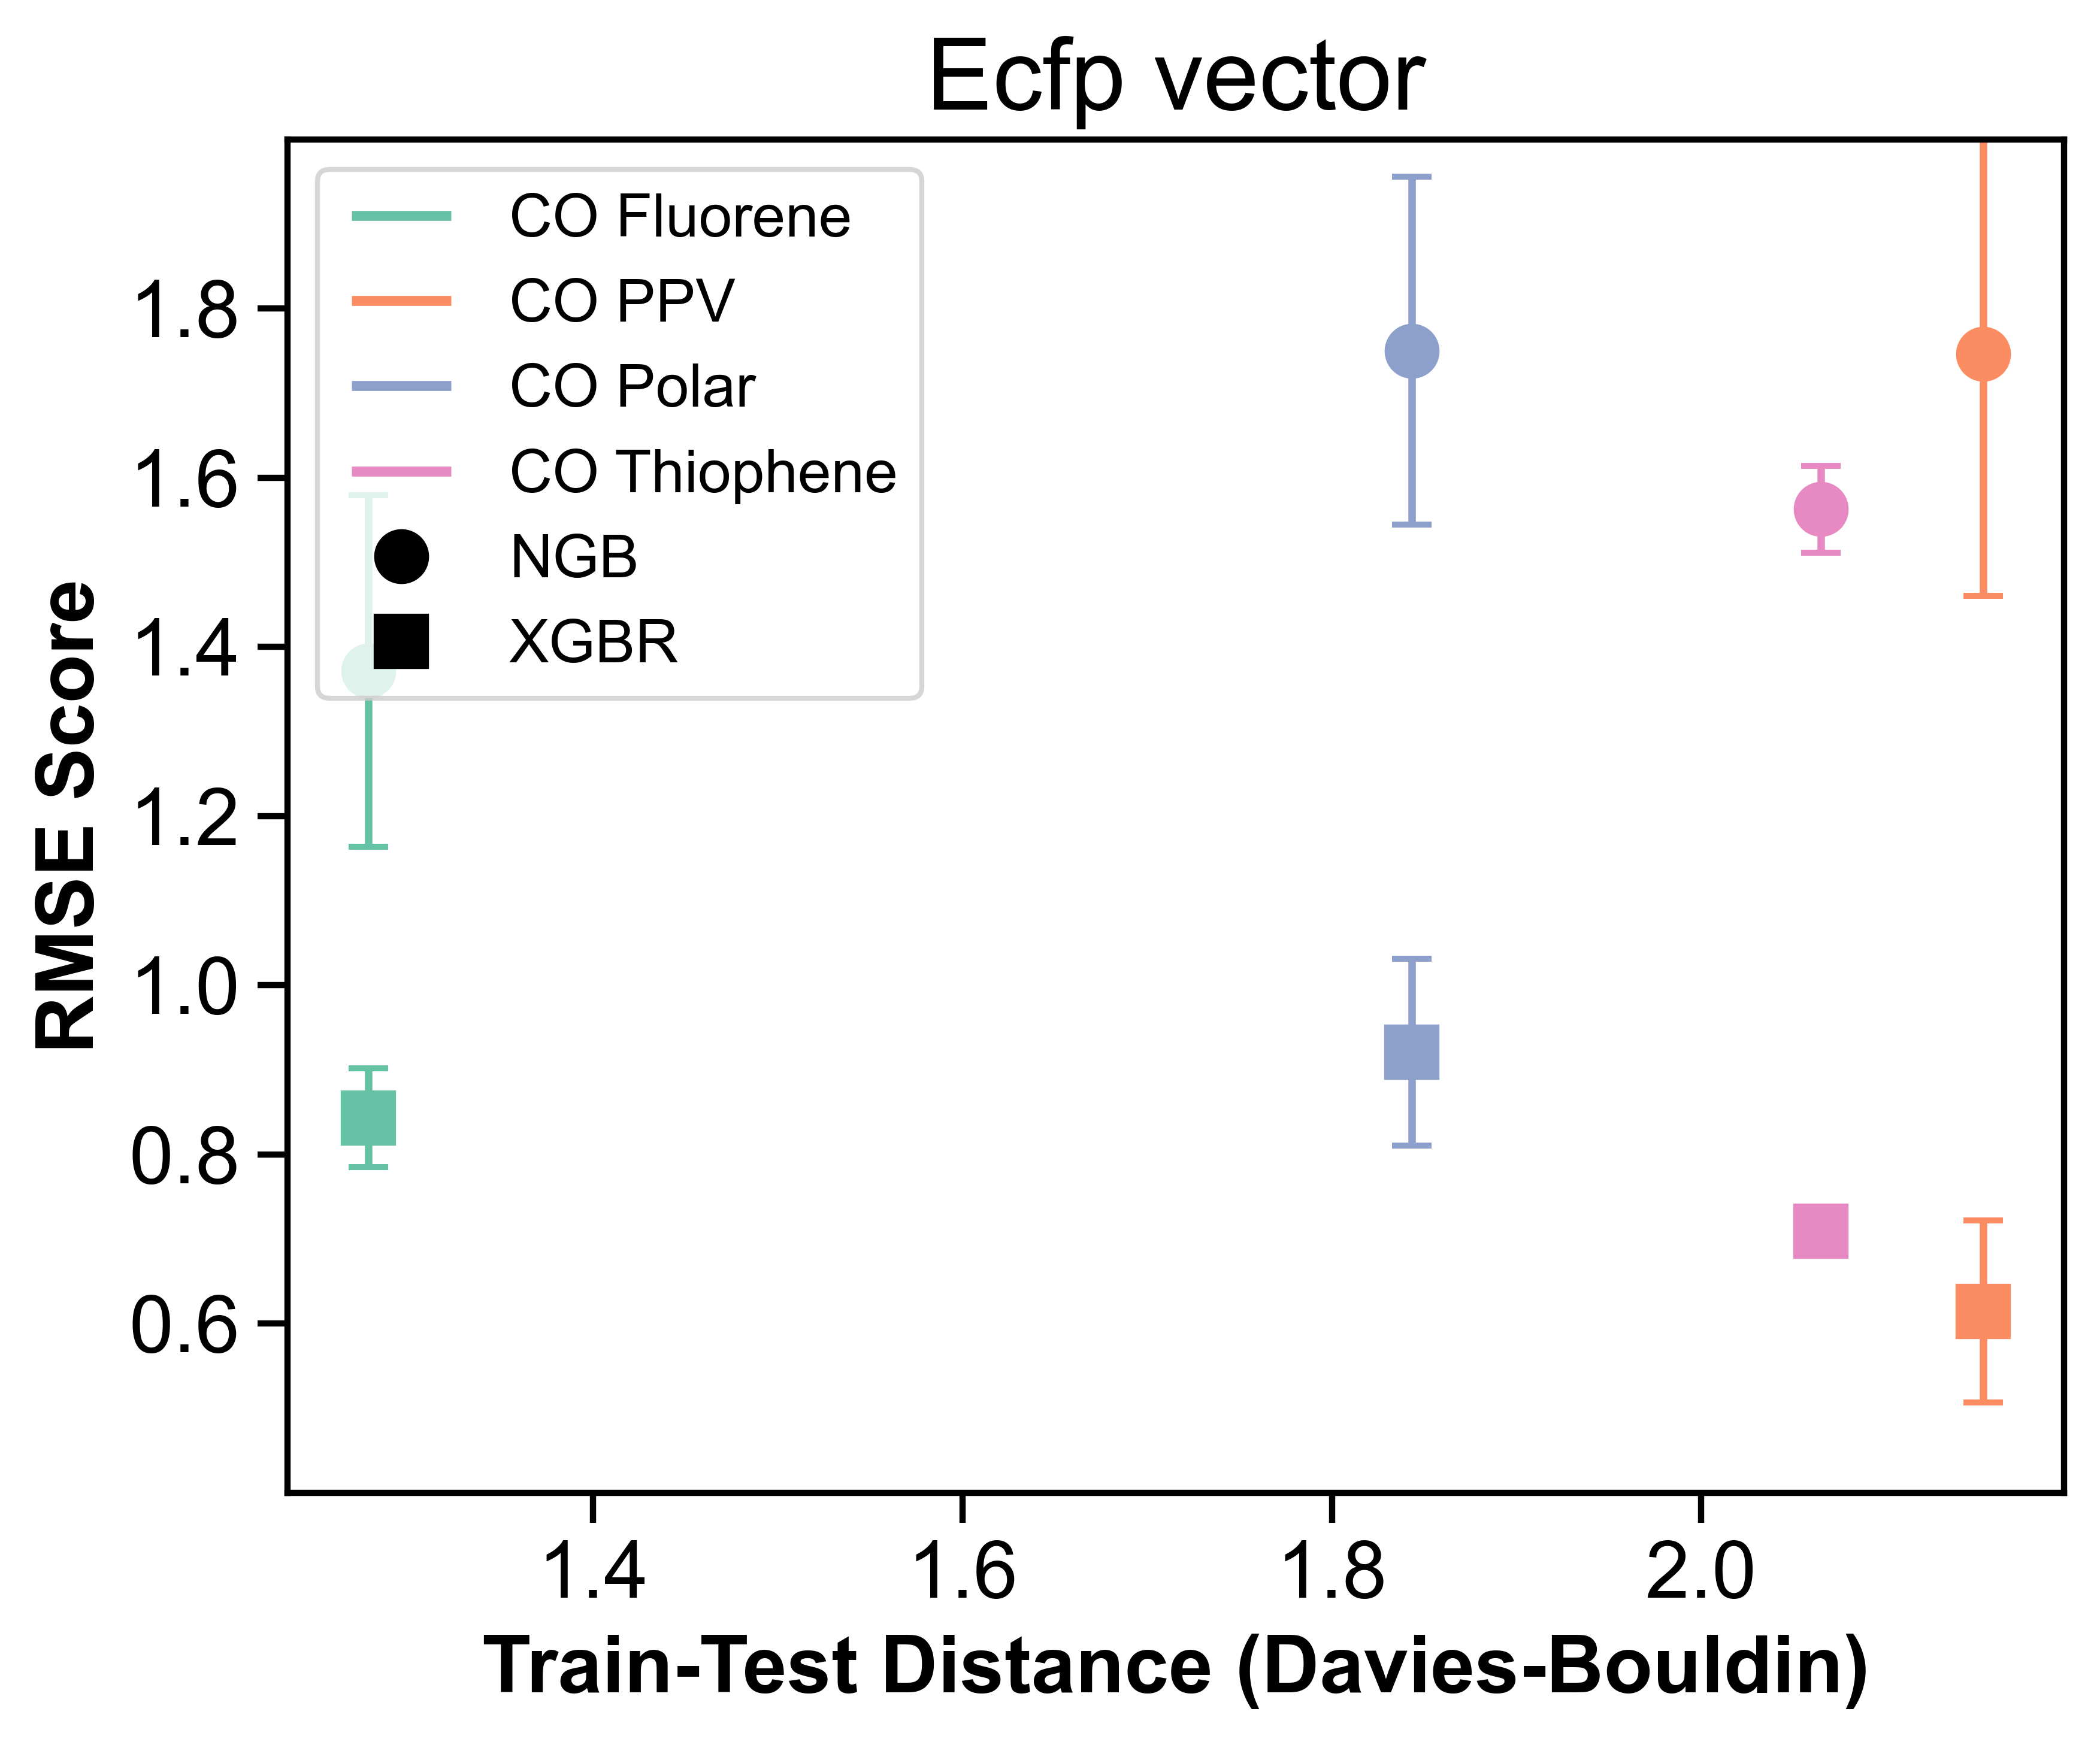 Ecfp vector
CO Fluorene
CO PPV
CO Polar
CO Thiophene
NGB
XGBR
RMSE Score
1.8
1.6
1.4
1.2
1.0
0.8
0.6
1.4 1.6 1.8 2.0
Train-Test Distance (Davies-Bouldin)